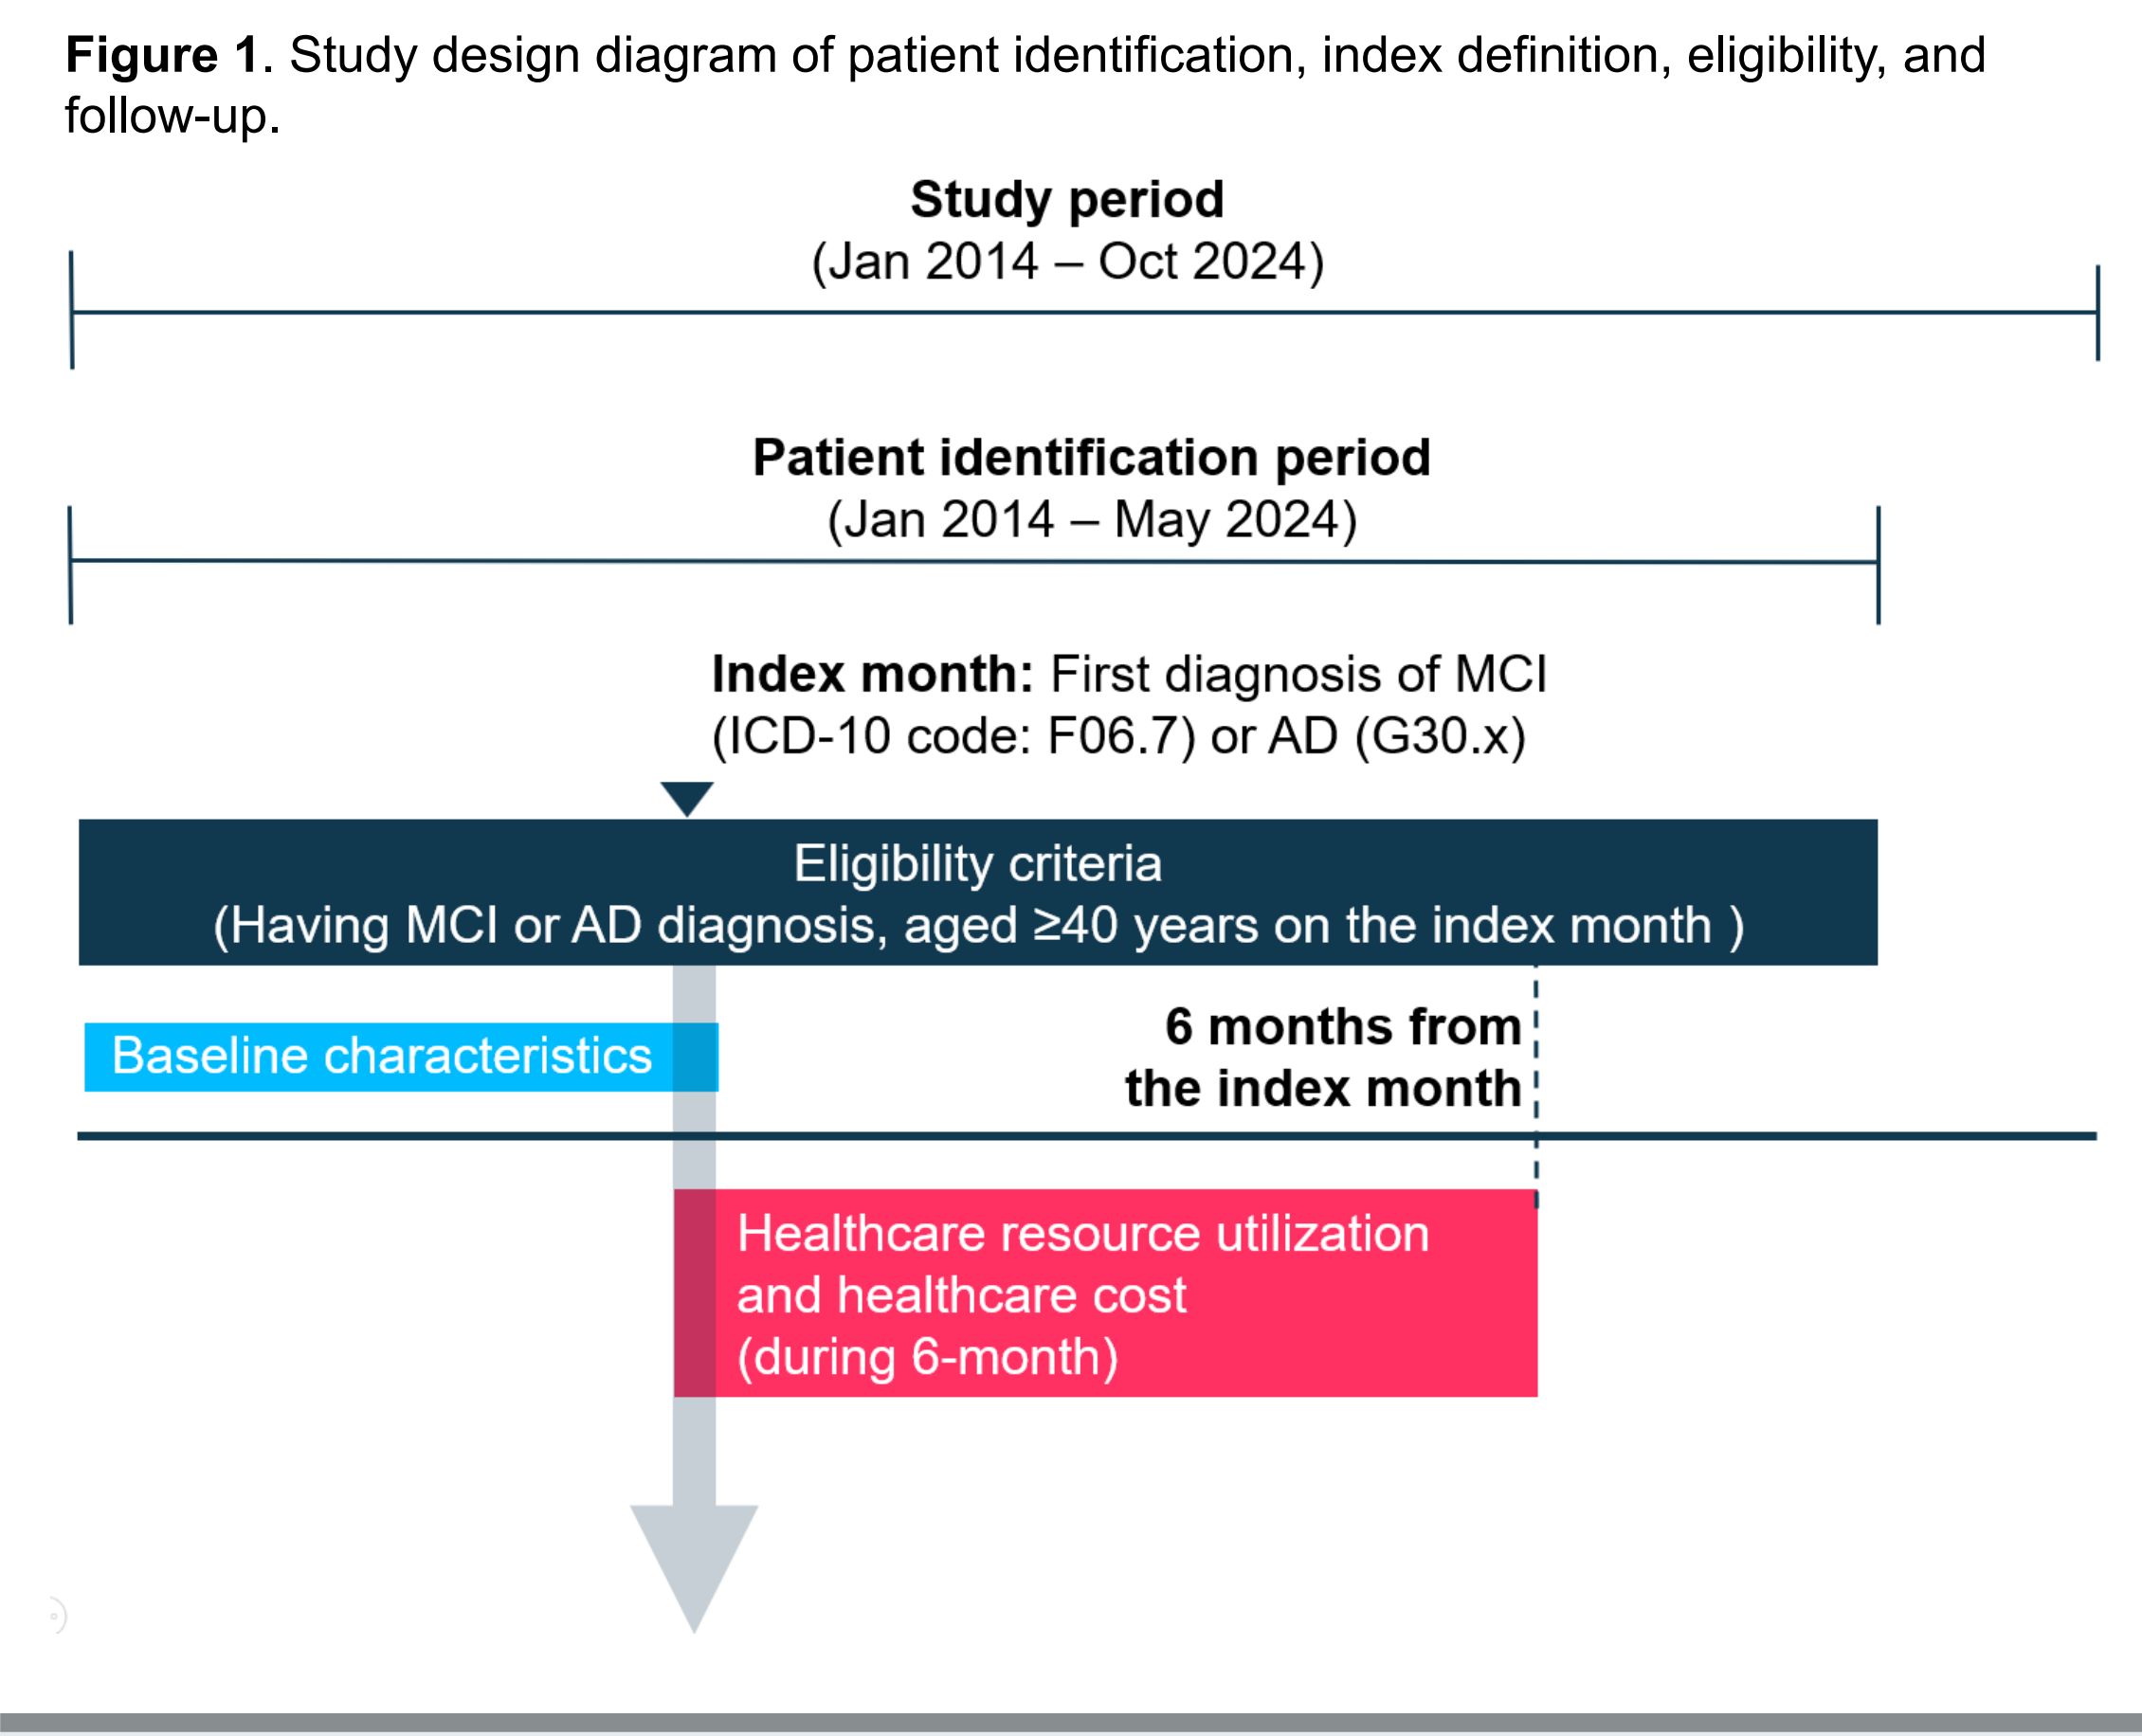 Figure 1. Study design diagram of patient identification, index definition, eligibility, and
follow-up.
Study period
(Jan 2014 – Oct 2024)
Patient identification period
(Jan 2014 – May 2024)
Index month: First diagnosis of MCI
(ICD-10 code: F06.7) or AD (G30.x)
Eligibility criteria
(Having MCI or AD diagnosis, aged ≥40 years on the index month )
Baseline characteristics
6 months from
the index month
Healthcare resource utilization
and healthcare cost
(during 6-month)